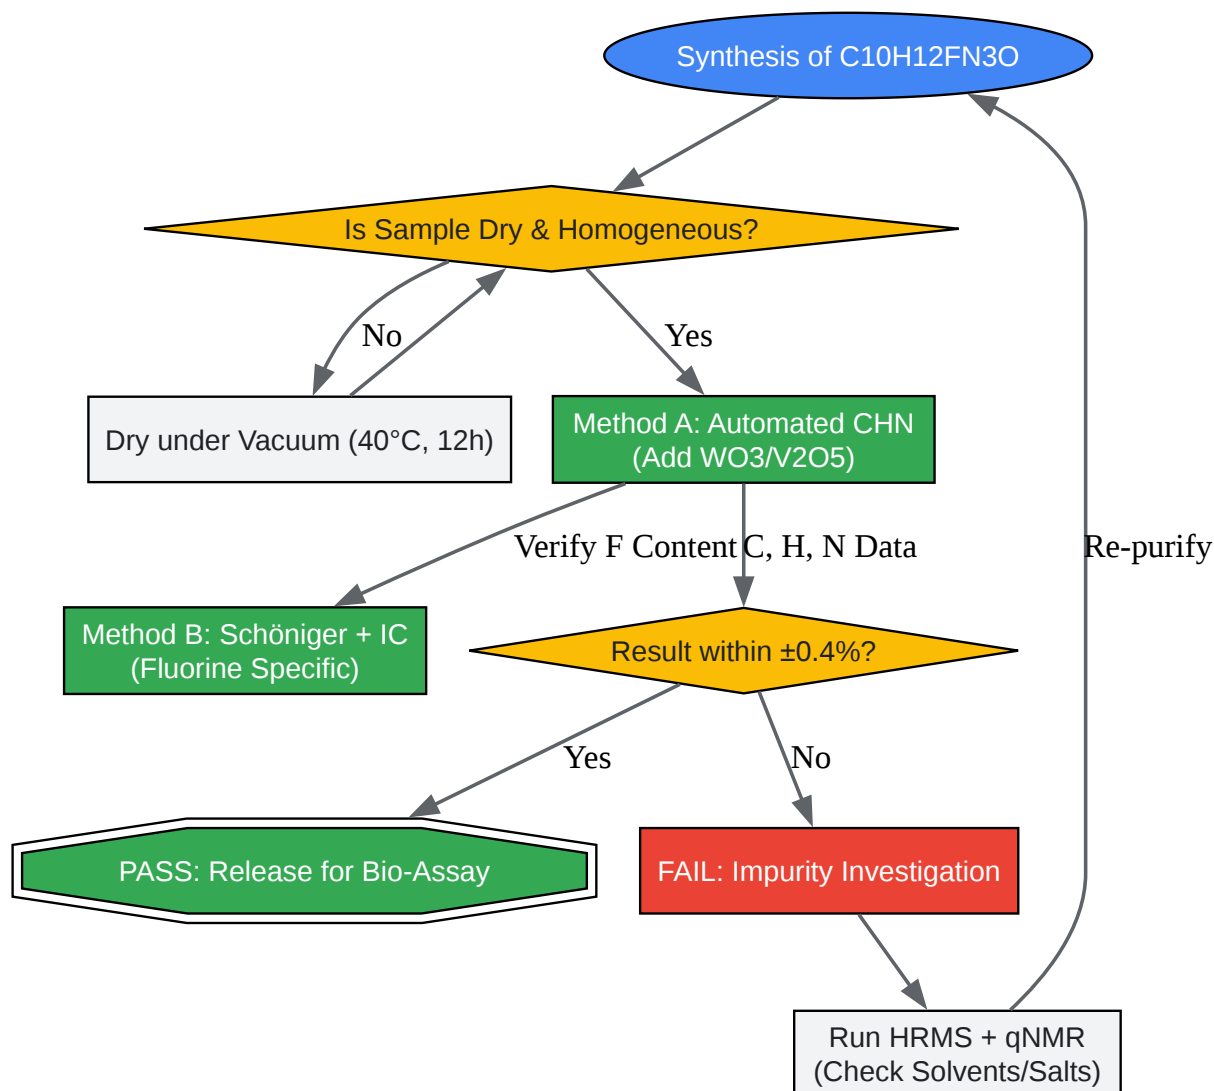 Synthesis of C10H12FN3O
Is Sample Dry & Homogeneous?
No
Yes
Dry under Vacuum (40°C, 12h)
Method A: Automated CHN
(Add WO3/V2O5)
Verify F Content
C, H, N Data
Re-purify
Method B: Schöniger + IC
(Fluorine Specific)
Result within ±0.4%?
Yes
No
PASS: Release for Bio-Assay
FAIL: Impurity Investigation
Run HRMS + qNMR
(Check Solvents/Salts)